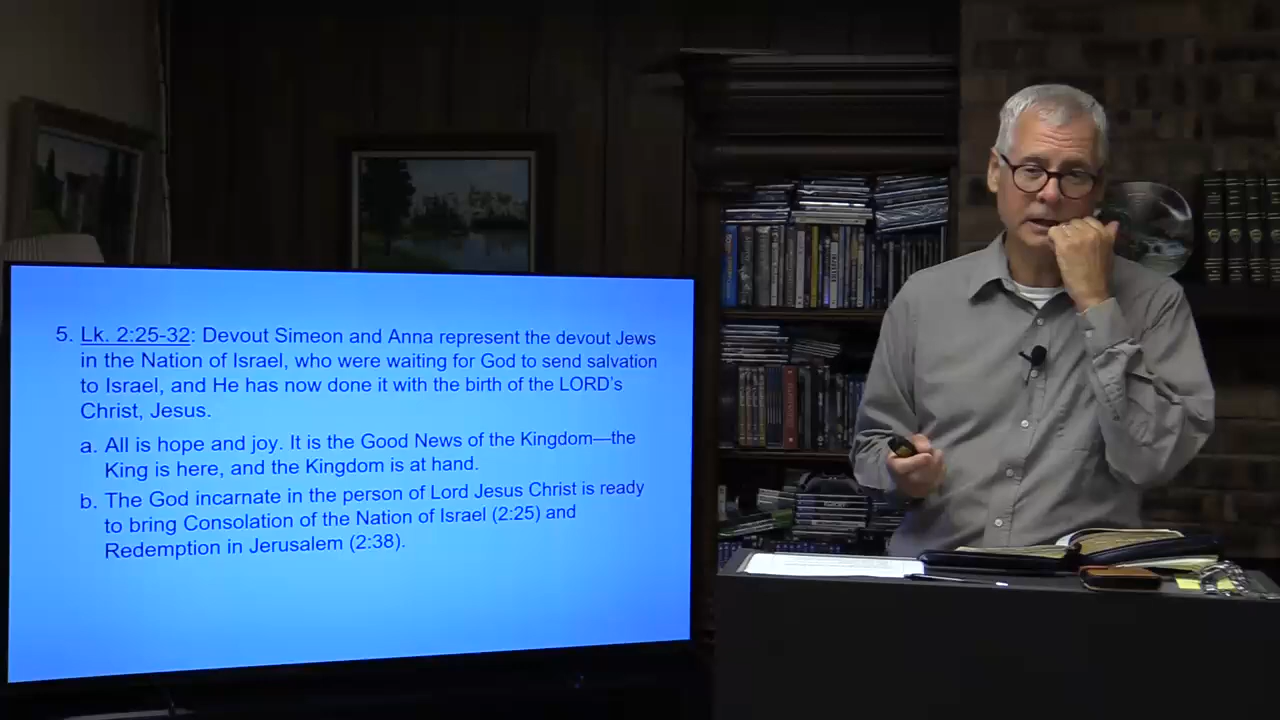 5. Lk. 2:25-32: Devout Simeon and Anna represent the devout Jews
in the Nation of Israel, who were waiting for God to send salvation
to Israel, and He has now done it with the birth of the LORD's
Christ, Jesus.
a. All is hope and joy. It is the Good News of the Kingdom—the
King is here, and the Kingdom is at hand.
b. The God incarnate in the person of Lord Jesus Christ is ready
to bring Consolation of the Nation of Israel (2:25) and
Redemption in Jerusalem (2:38).